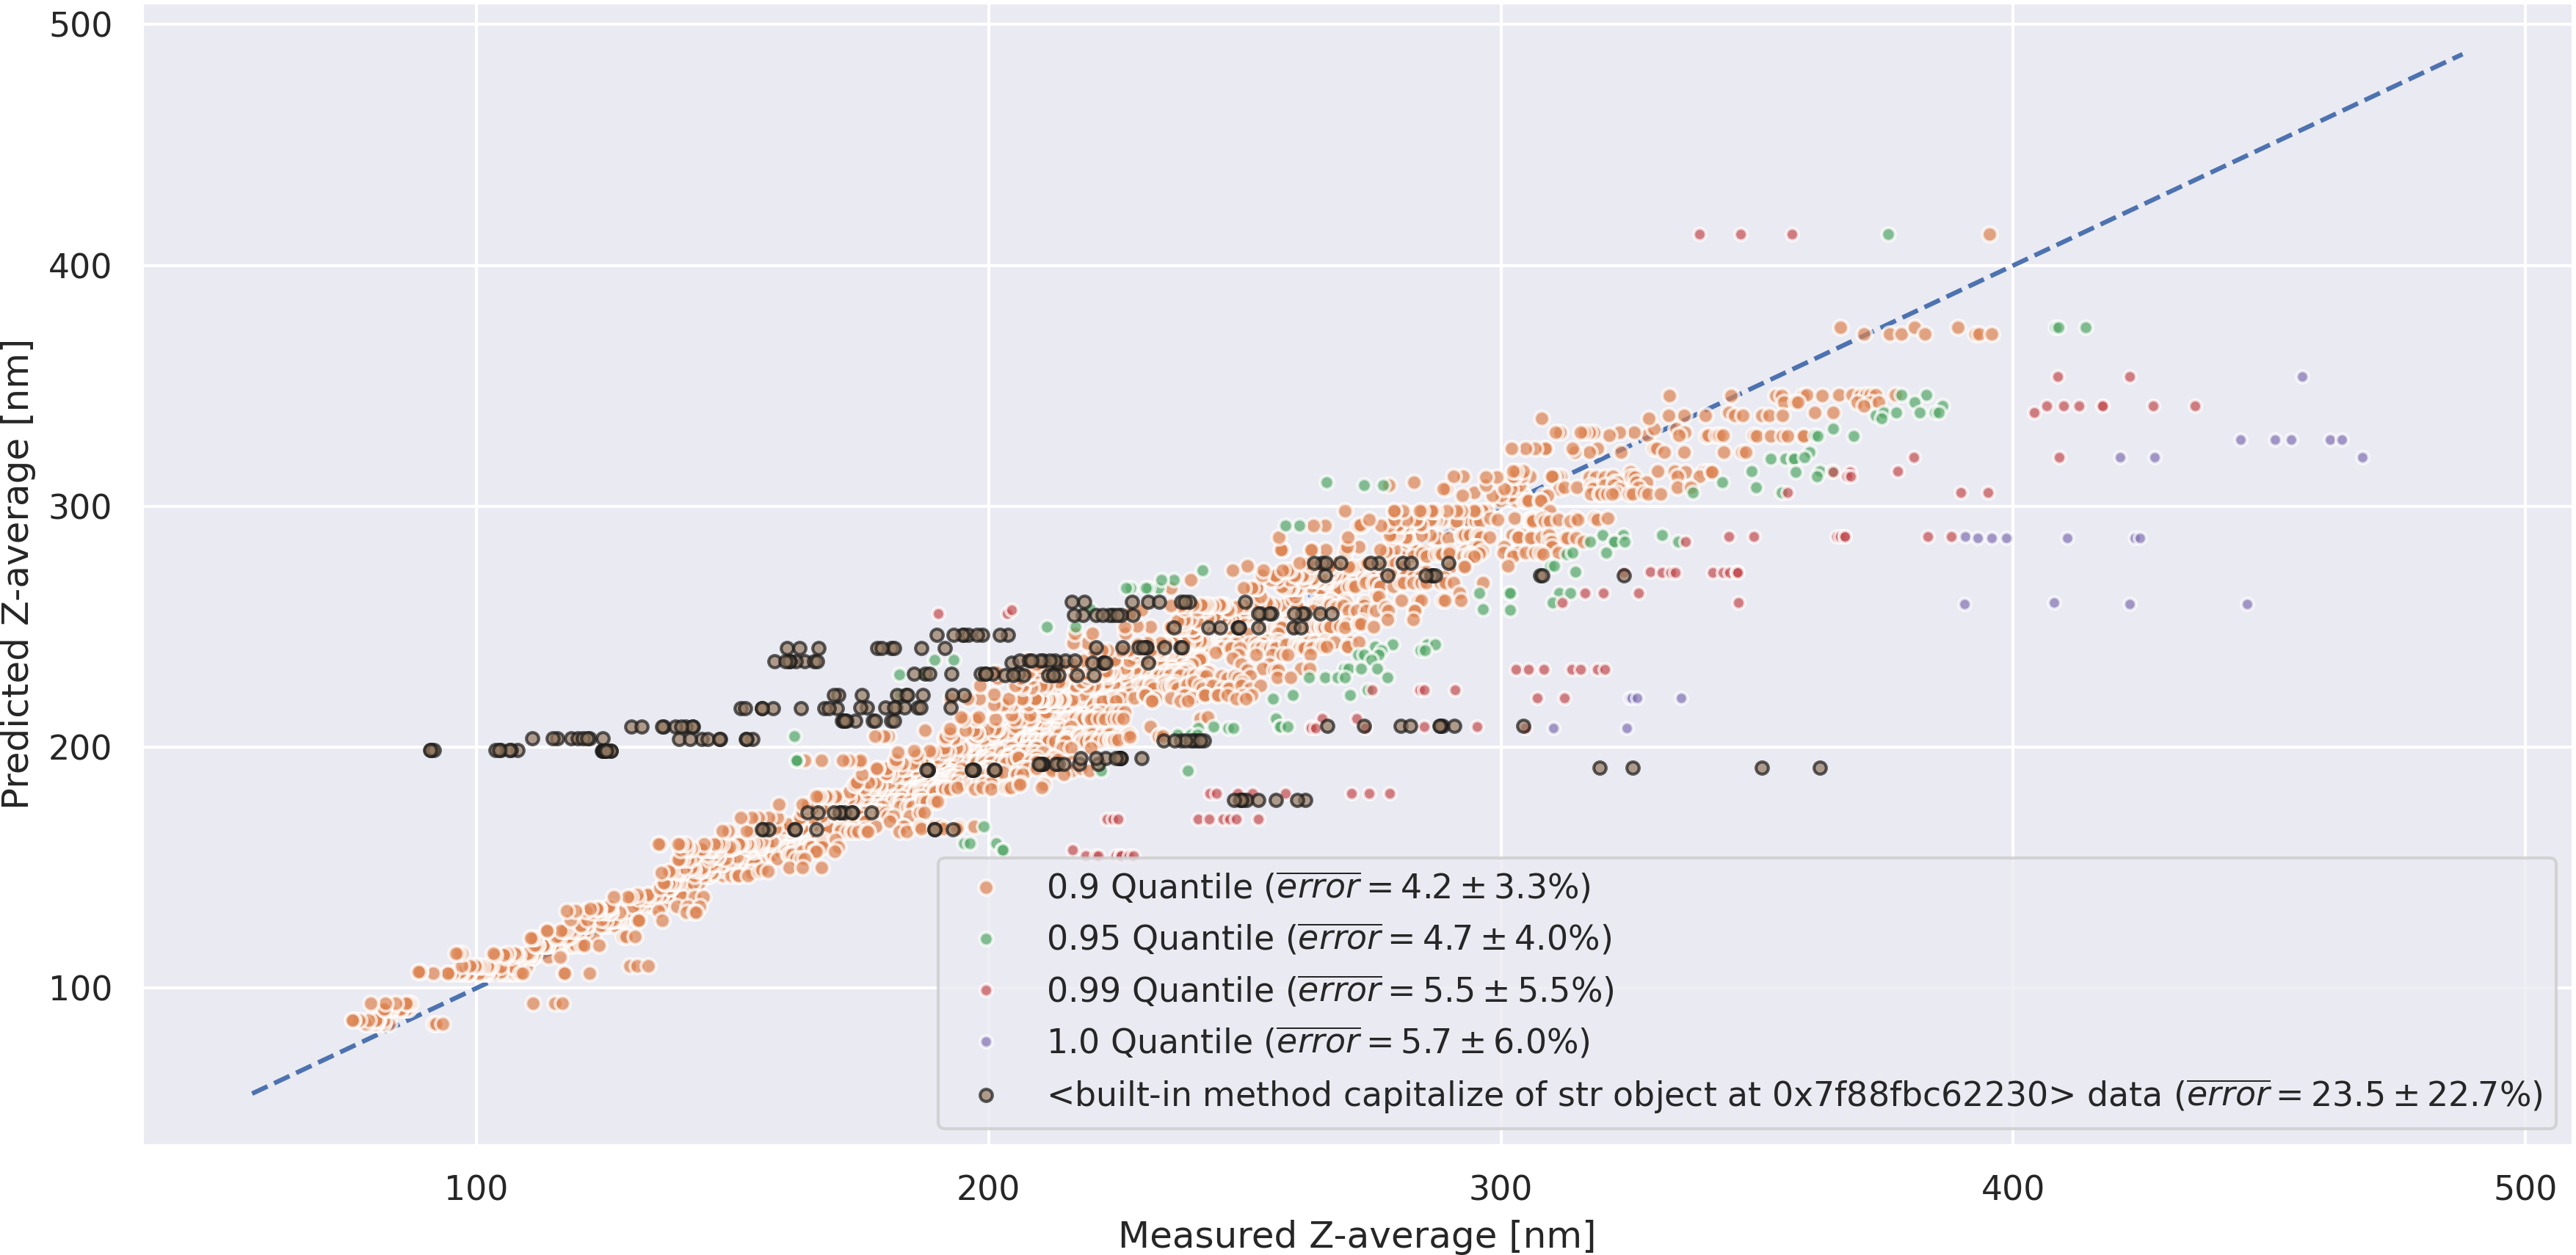 500
400
300
200
100
Predicted Z-average [nm]
0.9 Quantile (error = 4.2 ± 3.3%)
0.95 Quantile (error = 4.7 ± 4.0%)
0.99 Quantile (error = 5.5 ± 5.5%)
1.0 Quantile (error = 5.7 ± 6.0%)
<built-in method capitalize of str object at 0x7f88fbc62230> data (error = 23.5 ± 22.7%)
100 200 300 400 500
Measured Z-average [nm]